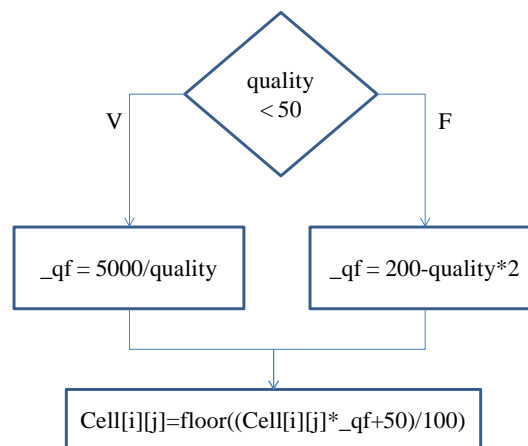 quality
< 50
V
F
_qf = 5000/quality
_qf = 200-quality*2
Cell[i][j]=floor((Cell[i][j]*_qf+50)/100)